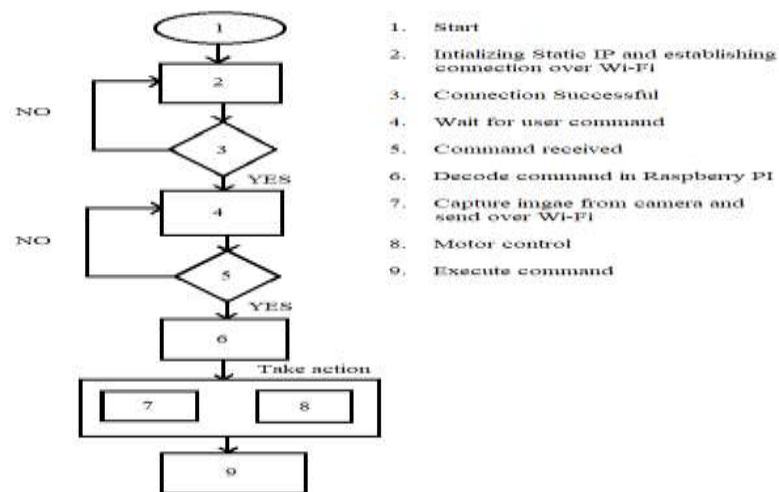 1
2
NO
3
YES
4
NO
5
YES
6
Take action
7 8
9
1. Start
2. Intializing Static IP and establishing
connection over Wi-Fi
3. Connection Successful
4. Wait for user command
5. Command received
6. Decode command in Raspberry PI
7. Capture imgae from camera and
send over Wi-Fi
8. Motor control
9. Execute command